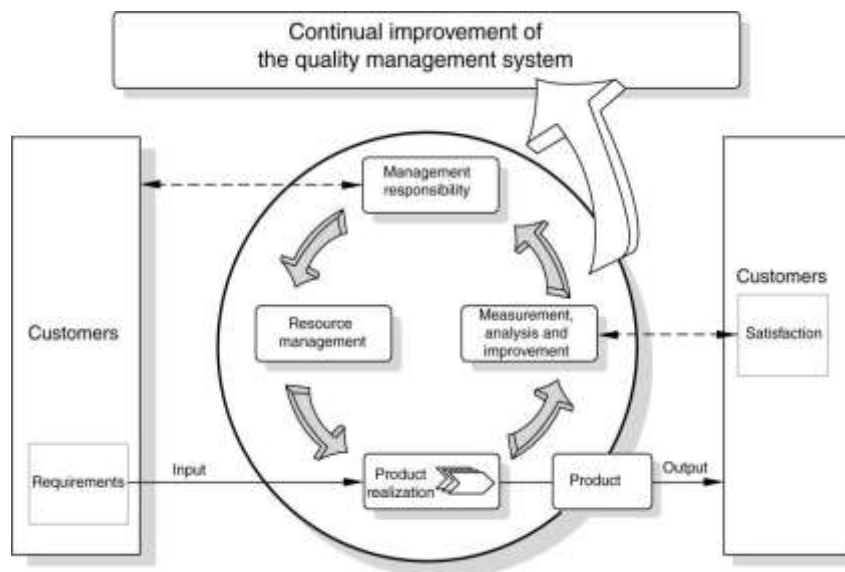 Continual improvement of
the quality management system
Management
responsibility
Customers
Resource
management
Measurement,
analysis and
improvement
Customers
Satisfaction
Requirements
Input
Product
realization
Product
Output